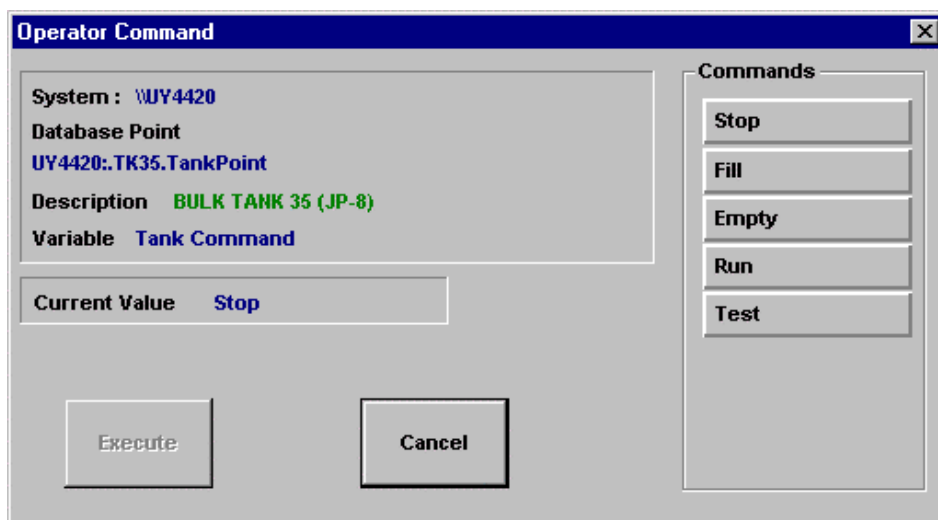 Operator Command
System : \\UY4420
Database Point
UY4420:.TK35.TankPoint
Description BULK TANK 35 (JP-8)
Variable Tank Command
Current Value Stop
Execute
Cancel
Commands
Stop
Fill
Empty
Run
Test